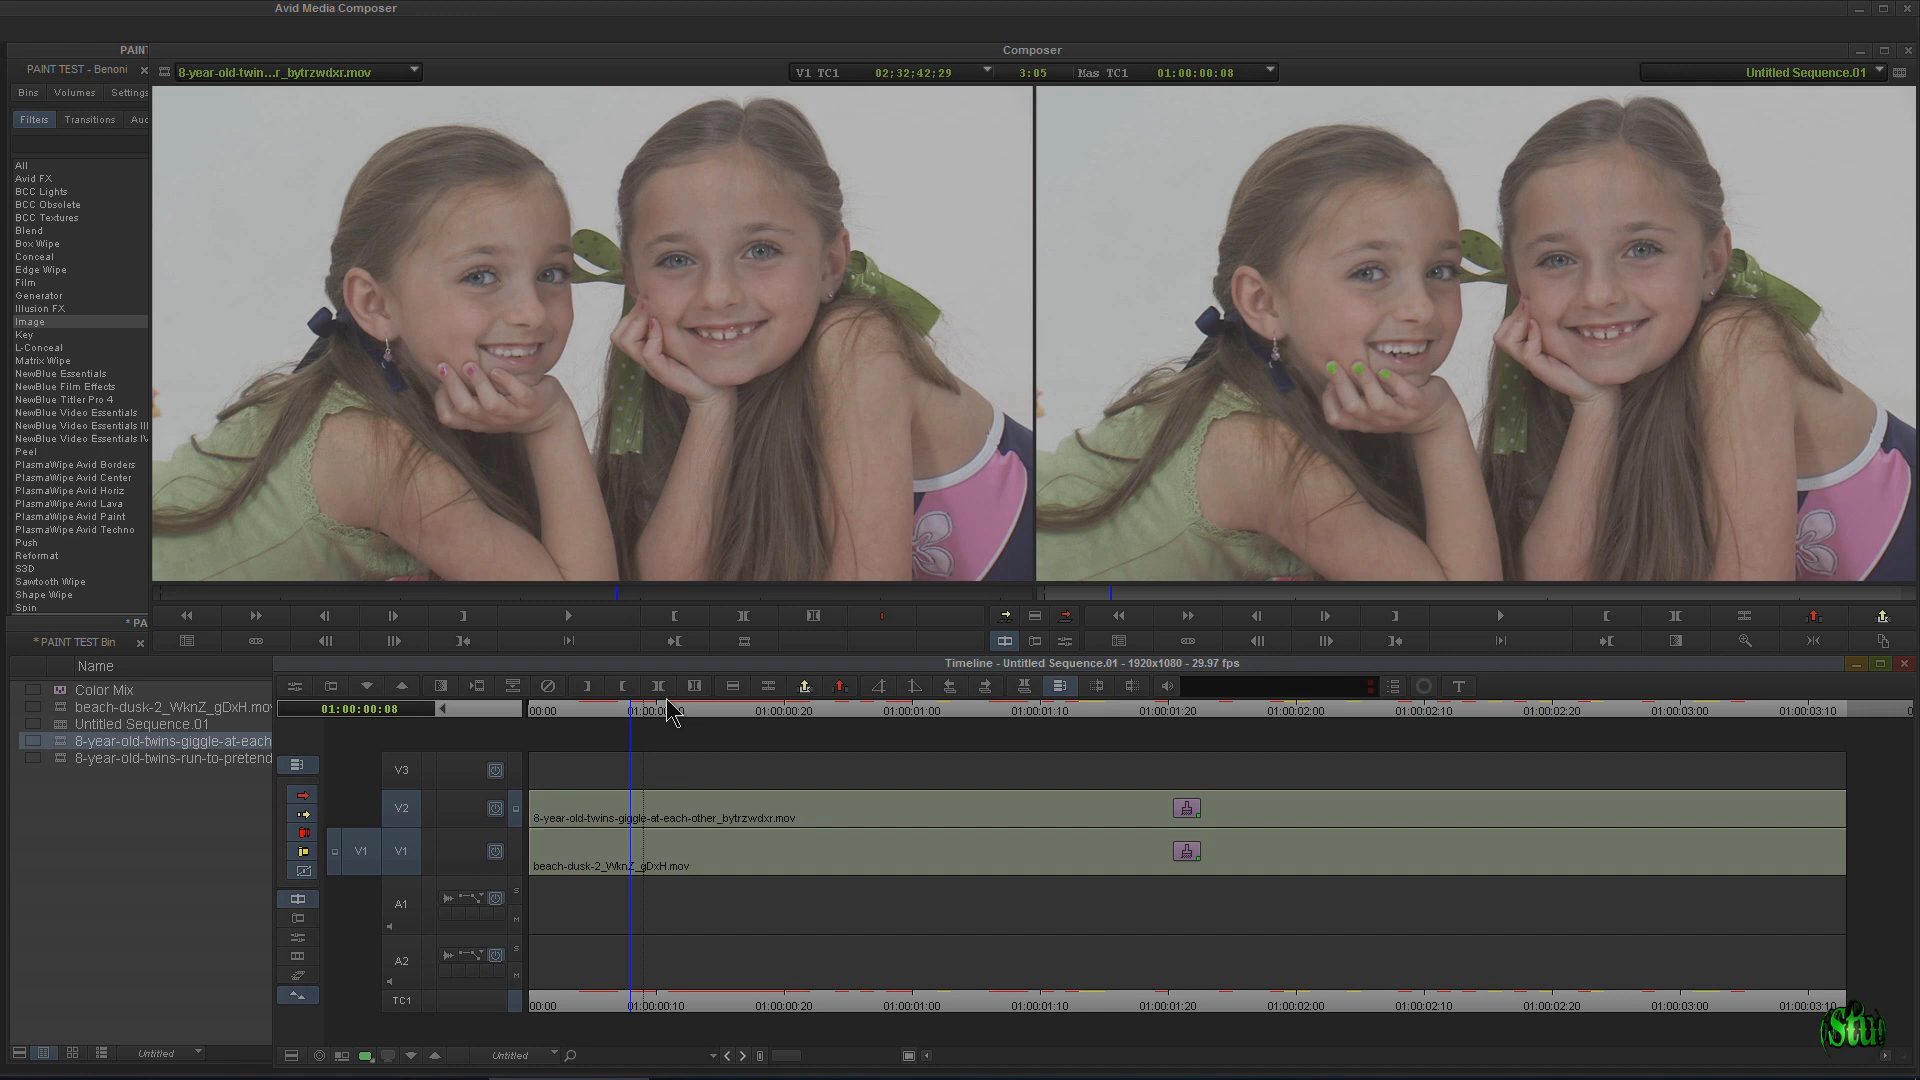 Avid Media Composer
PAINT
Composer
PAINT TEST - Benoni
8-year-old-twin...r_bytrzwdxr.mov
V1 TC1
02;32;42;29
3:05
Mas TC1
01:00:00:08
Untitled Sequence.01
Bins
Volumes
Settings
Filters
Transitions
Auc
All
Avid FX
BCC Lights
BCC Obsolete
BCC Textures
Blend
Box Wipe
Conceal
Edge Wipe
Film
Generator
Illusion FX
Image
Key
L-Conceal
Matrix Wipe
NewBlue Essentials
NewBlue Film Effects
NewBlue Titler Pro 4
NewBlue Video Essentials
NewBlue Video Essentials III
NewBlue Video Essentials IV
Peel
PlasmaWipe Avid Borders
PlasmaWipe Avid Center
PlasmaWipe Avid Horiz
PlasmaWipe Avid Lava
PlasmaWipe Avid Paint
PlasmaWipe Avid Techno
Push
Reformat
S3D
Sawtooth Wipe
Shape Wipe
Spin
* PA
*PAINT TEST Bin
Name
Color Mix
beach-dusk-2_WknZ_gDxH.mov
Untitled Sequence.01
8-year-old-twins-giggle-at-each
8-year-old-twins-run-to-pretend
Untitled
Timeline - Untitled Sequence.01 - 1920x1080 - 29.97 fps
01:00:00:08
00:00
01:00:00:20
01:00:01:00
01:00:01:10
01:00:01:20
01:00:02:00
01:00:02:10
01:00:02:20
01:00:03:00
01:00:03:10
V3
V2
8-year-old-twins-giggle-at-each-other_bytrzwdxr.mov
V1
V1
beach-dusk-2_WknZ_gDxH.mov
A1
S
M
A2
S
M
TC1
00:00
01:00:00:10
01:00:00:20
01:00:01:00
01:00:01:10
01:00:01:20
01:00:02:00
01:00:02:10
01:00:02:20
01:00:03:00
01:00:03:10
Untitled
Stu